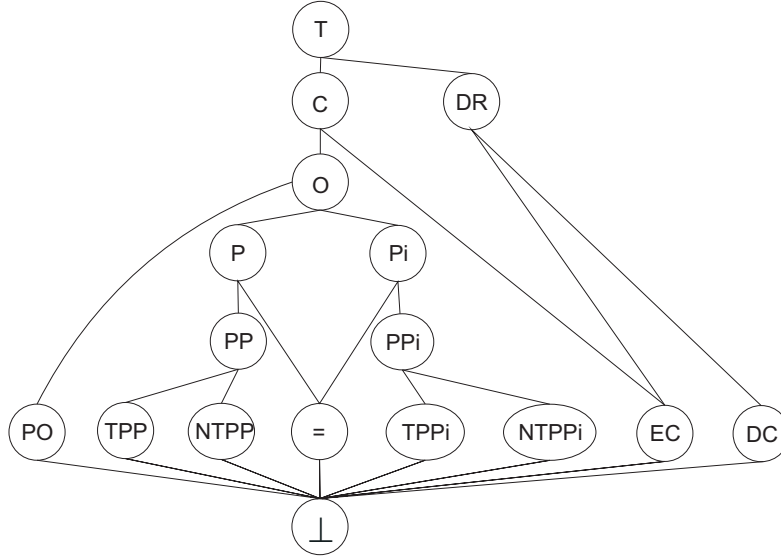 T
C DR
O
P Pi
PP PPi
PO TPP NTPP = TPPi NTPPi EC DC
⊥